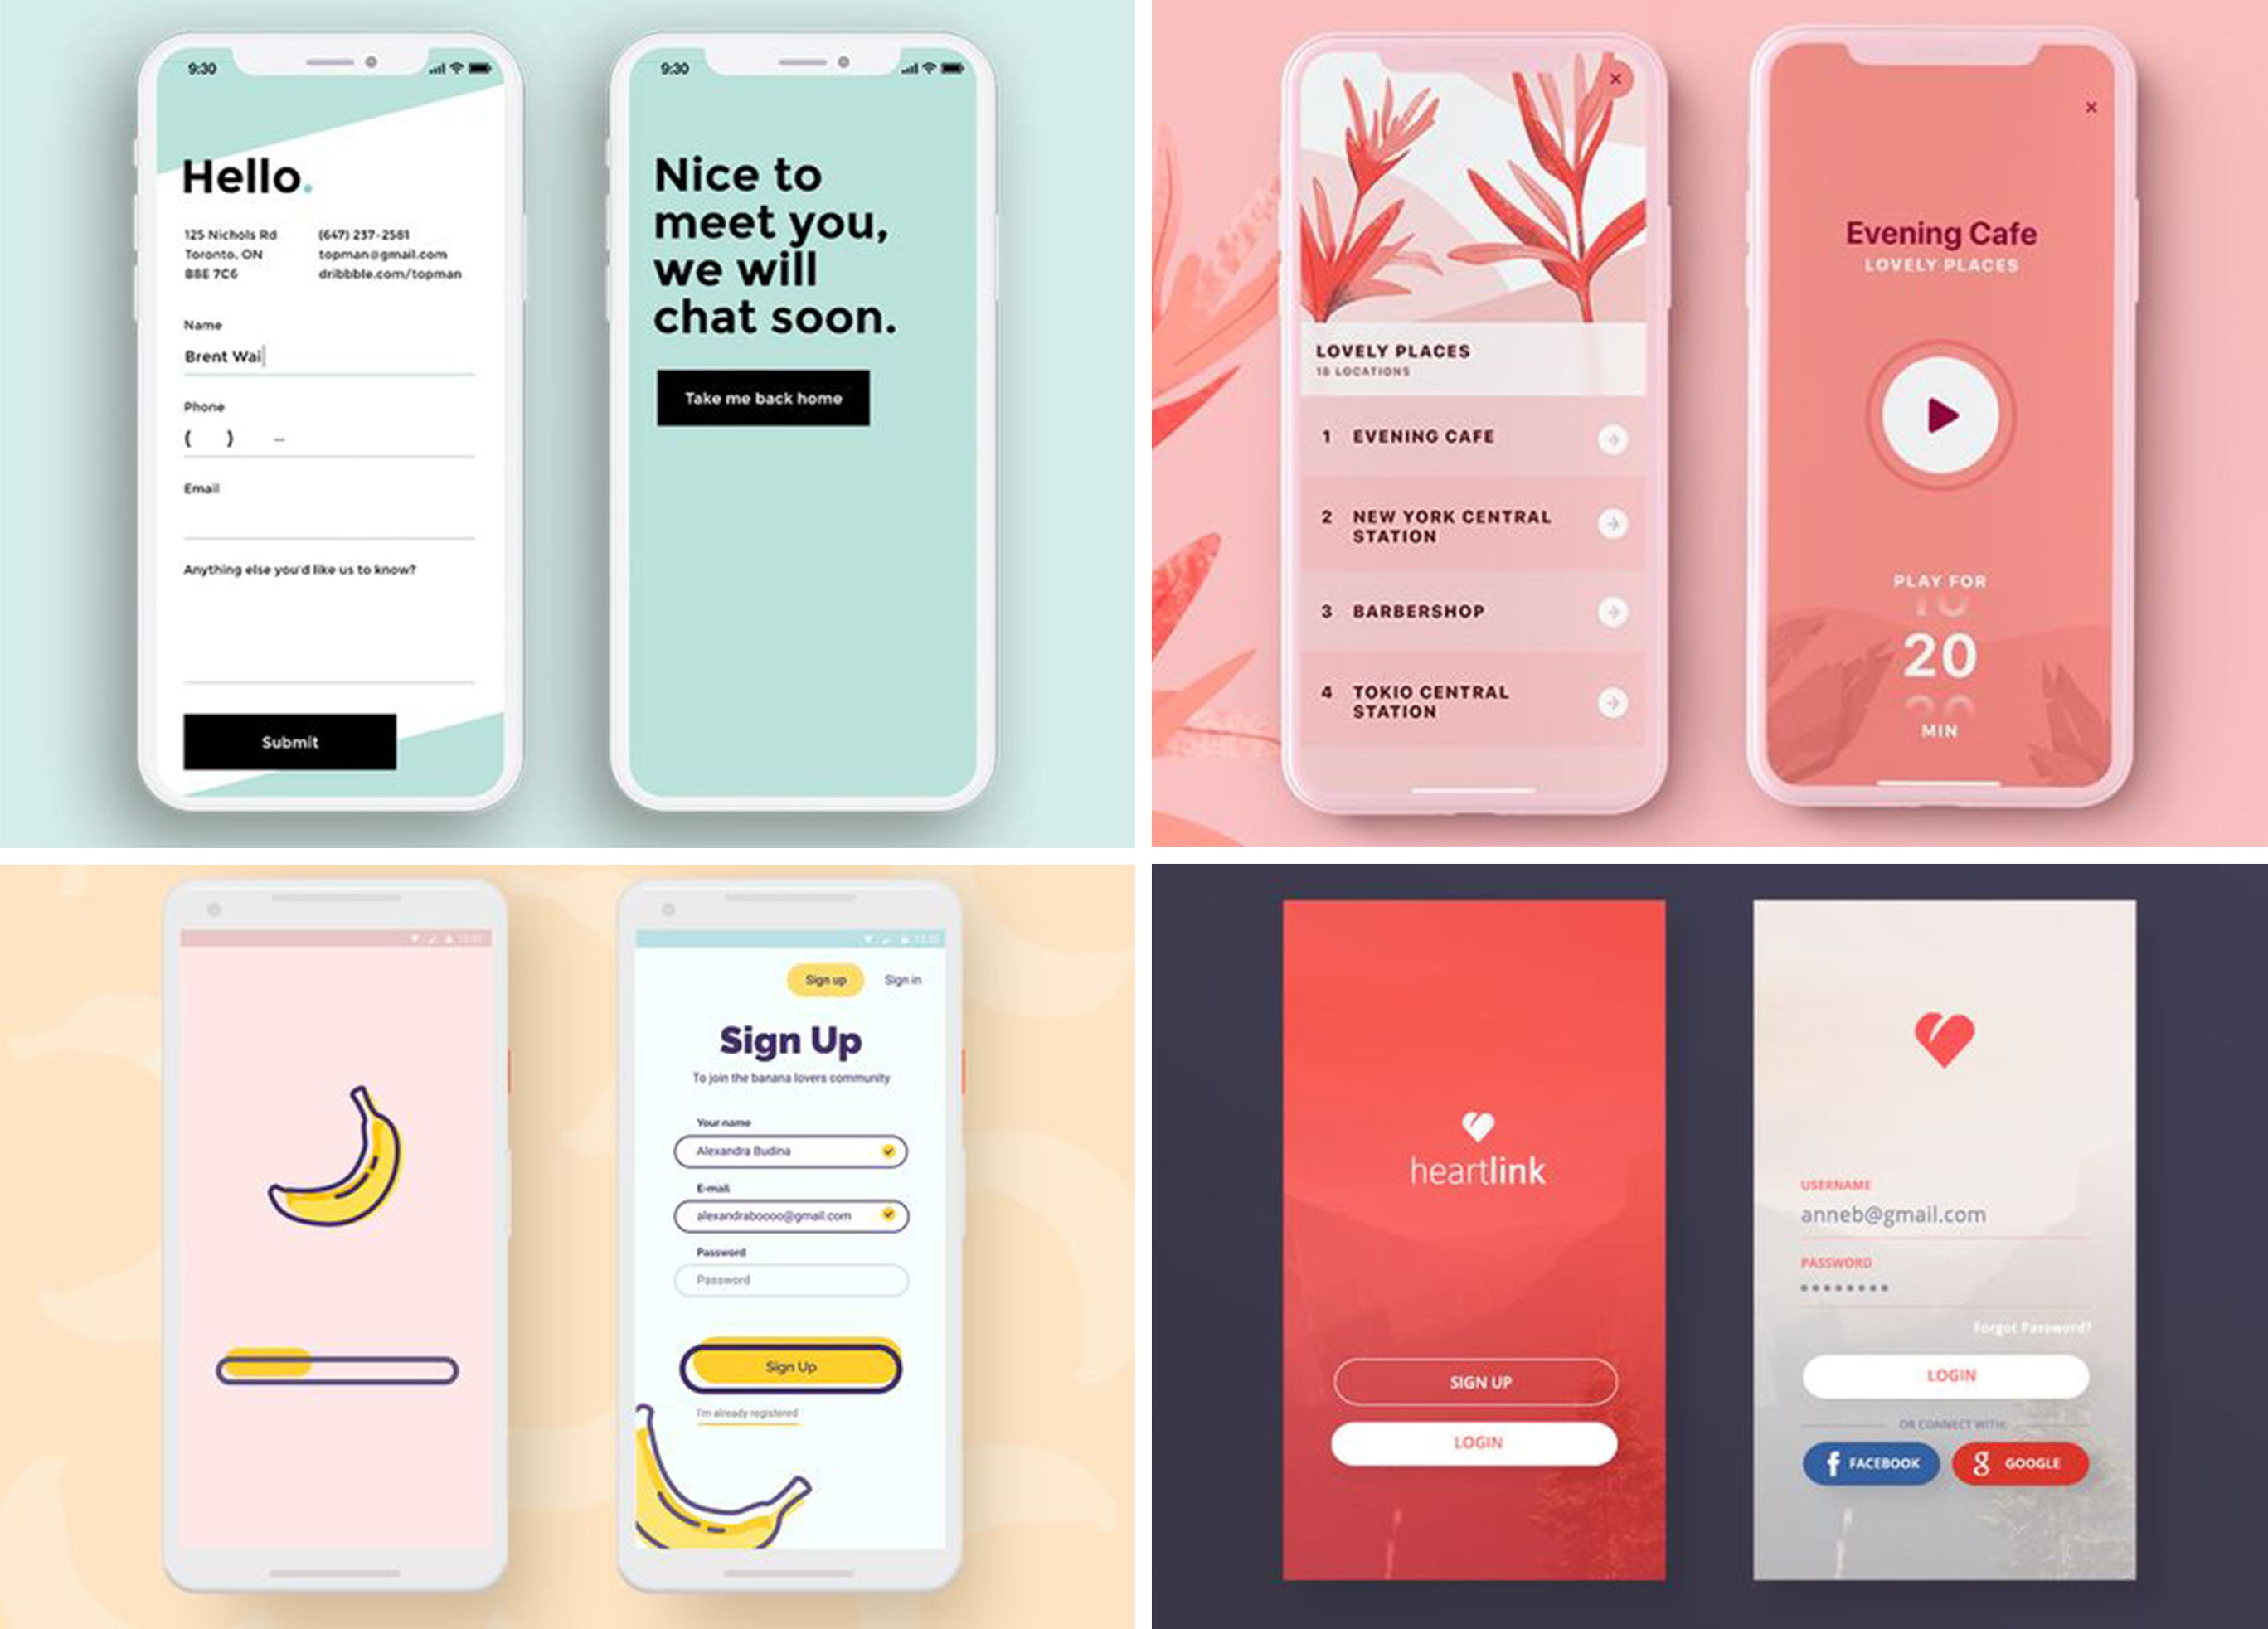 9:30
Hello.
125 Nichols Rd
Toronto, ON
B8E 7C6
(647) 237-2581
topman@gmail.com
dribbble.com/topman
Name
Brent Wai
Phone
( ) –
Email
Anything else you'd like us to know?
Submit
9:30
Nice to
meet you,
we will
chat soon.
Take me back home
LOVELY PLACES
18 LOCATIONS
1 EVENING CAFE
2 NEW YORK CENTRAL
STATION
3 BARBERSHOP
4 TOKIO CENTRAL
STATION
Evening Cafe
LOVELY PLACES
PLAY FOR
20
MIN
Sign up
Sign in
Sign Up
To join the banana lovers community
Your name
Alexandra Budina
E-mail
alexandraboooo@gmail.com
Password
Password
Sign Up
I'm already registered
heartlink
SIGN UP
LOGIN
USERNAME
anneb@gmail.com
PASSWORD
Forgot Password?
LOGIN
OR CONNECT WITH:
f FACEBOOK
g GOOGLE